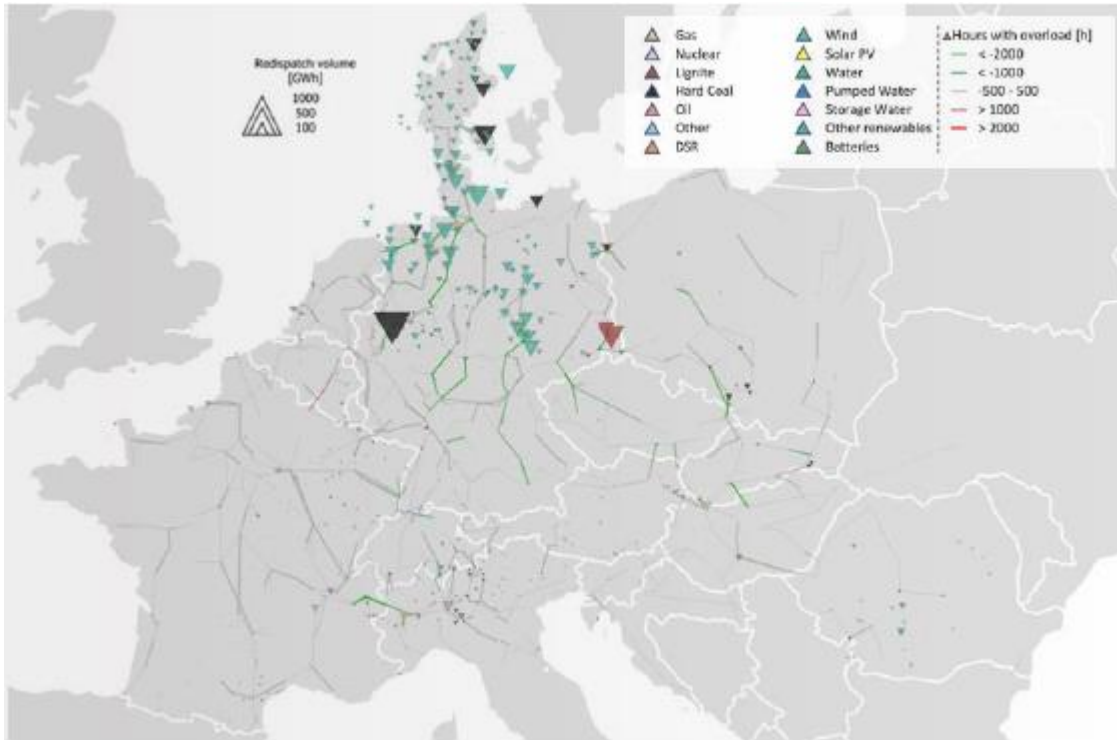 Redispatch volume
[GWh]
1000
500
100
Gas
Nuclear
Lignite
Hard Coal
Oil
Other
DSR
Wind
Solar PV
Water
Pumped Water
Storage Water
Other renewables
Batteries
ΔHours with overload [h]
< -2000
< -1000
-500 - 500
> 1000
> 2000